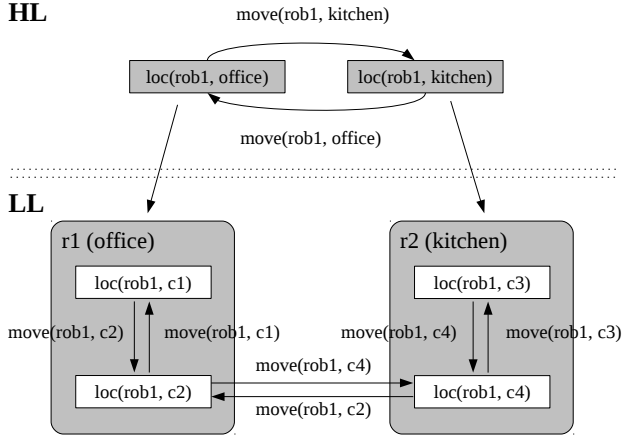 HL
move(rob1, kitchen)
loc(rob1, office)
loc(rob1, kitchen)
move(rob1, office)
LL
r1 (office)
r2 (kitchen)
loc(rob1, c1)
loc(rob1, c3)
move(rob1, c2)
move(rob1, c1)
move(rob1, c4)
move(rob1, c3)
move(rob1, c4)
loc(rob1, c2)
loc(rob1, c4)
move(rob1, c2)